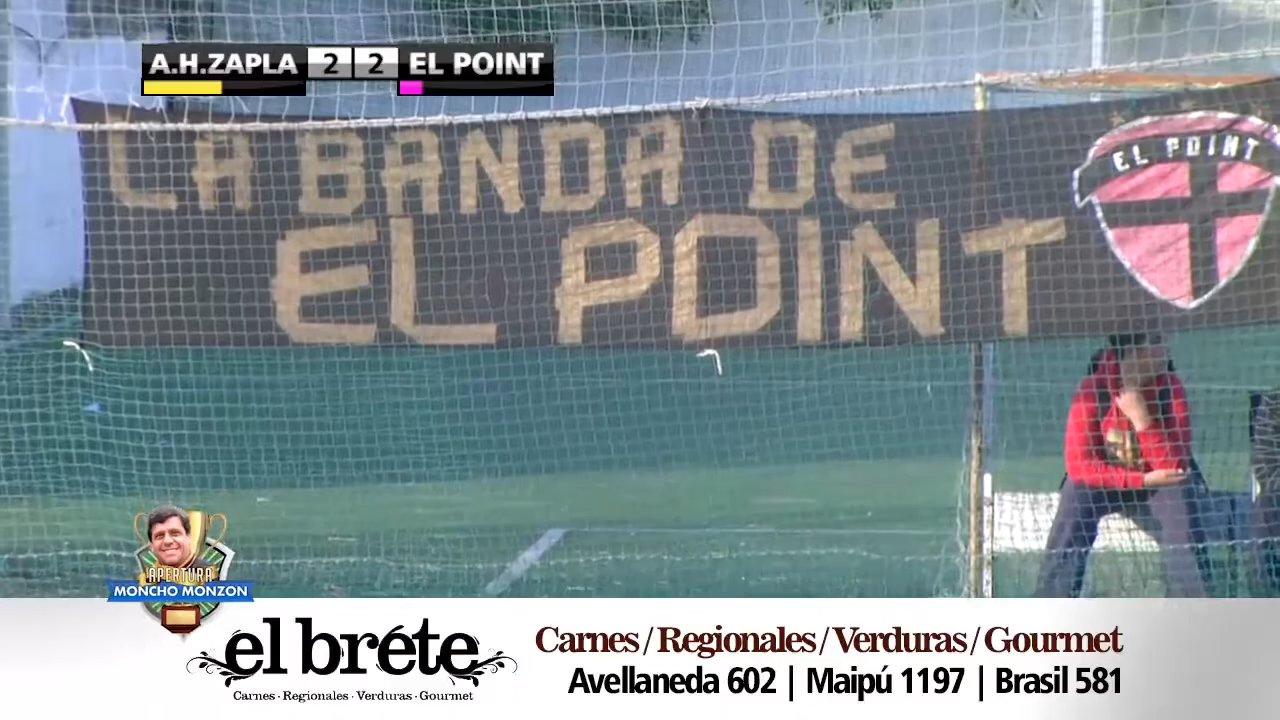 A.H.ZAPLA 2 2 EL POINT
LA BANDA DE
EL POINT
EL POINT
APERTURA
MONCHO MONZON
el bréte
Carnes · Regionales · Verduras · Gourmet
Carnes / Regionales / Verduras / Gourmet
Avellaneda 602 | Maipú 1197 | Brasil 581